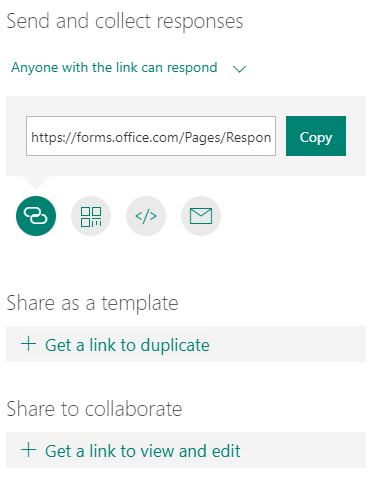 Send and collect responses
Anyone with the link can respond
https://forms.office.com/Pages/Respon
Copy
</>
Share as a template
+ Get a link to duplicate
Share to collaborate
+ Get a link to view and edit